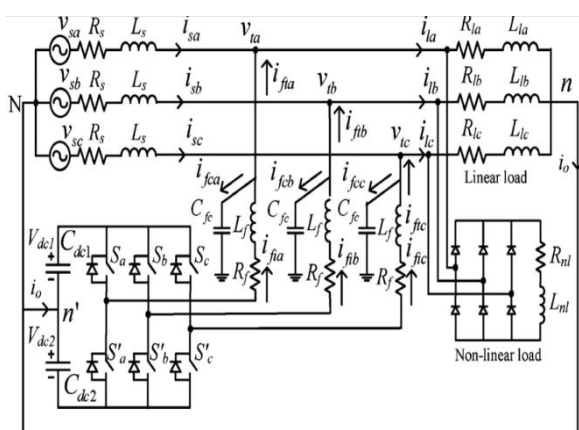 v_sa R_s L_s i_sa v_ta i_la R_la L_la
i_fta
N v_sb R_s L_s i_sb v_tb i_lb R_lb L_lb n
i_ftb
v_sc R_s L_s i_sc v_tc i_lc R_lc L_lc
i_o
Linear load
i_fca i_fcb i_fcc
C_fc L_f C_fc L_f C_fc L_f i_ftc
i_fia i_fib i_fic
R_f R_f R_f
V_dc1 C_dc1 S_a S_b S_c
R_nl
i_o n'
L_nl
V_dc2 S'_a S'_b S'_c
C_dc2
Non-linear load